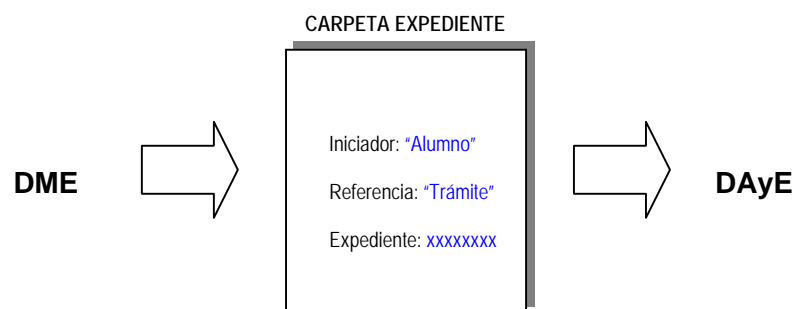 CARPETA EXPEDIENTE
Iniciador: “Alumno”
DME
Referencia: “Trámite”
DAyE
Expediente: xxxxxxxx